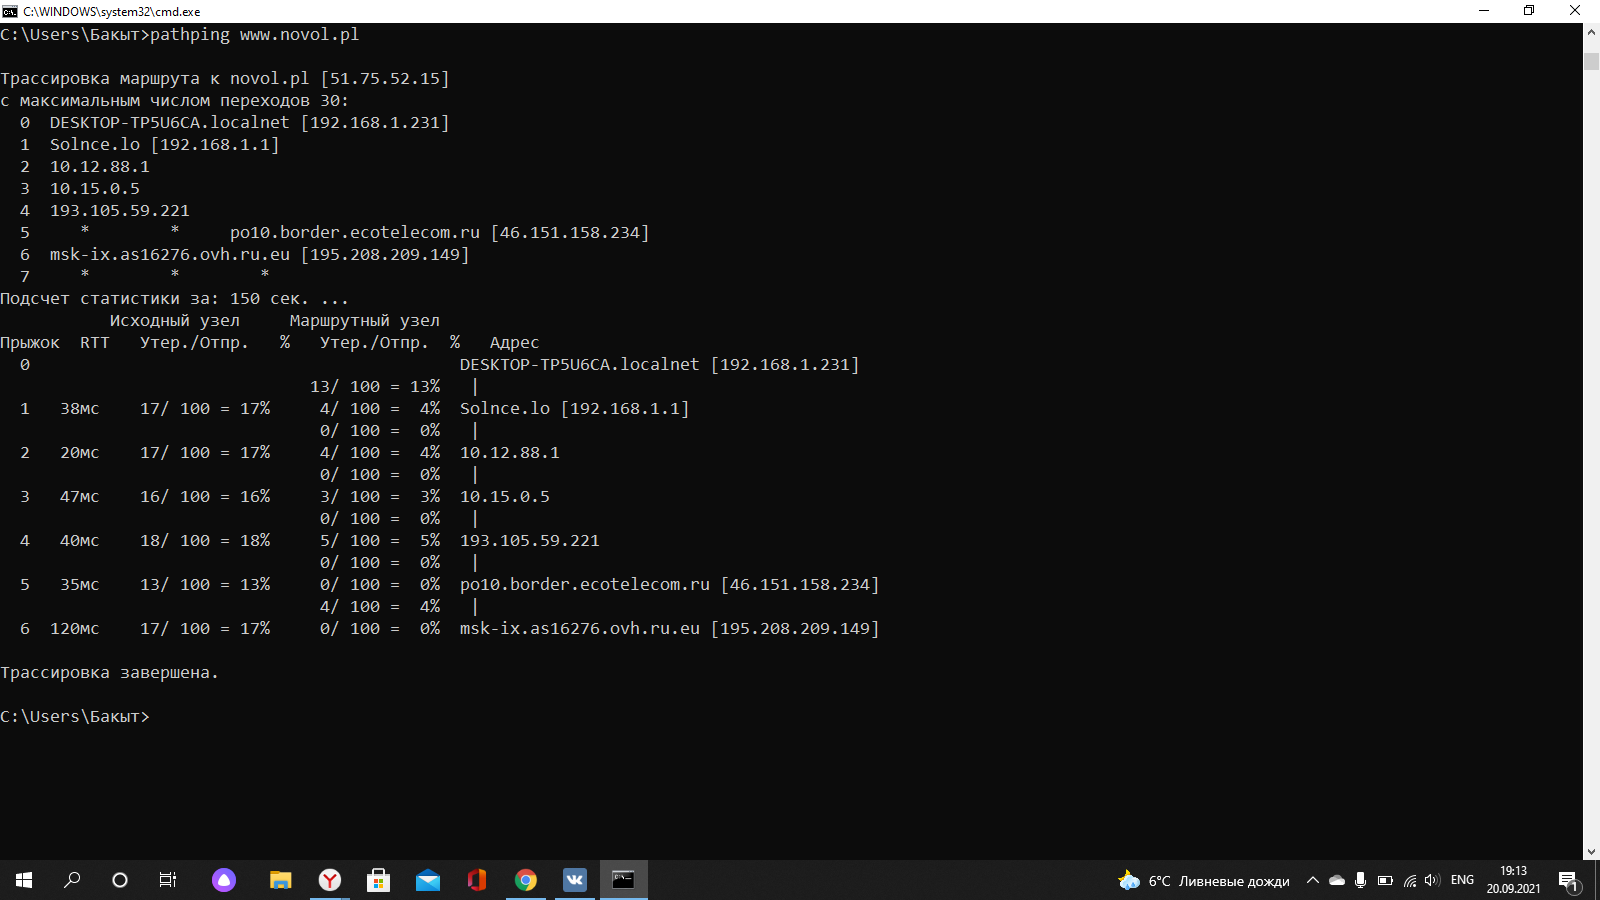 C:\WINDOWS\system32\cmd.exe
C:\Users\Бакыт>pathping www.novol.pl
Трассировка маршрута к novol.pl [51.75.52.15]
с максимальным числом переходов 30:
0 DESKTOP-TP5U6CA.localnet [192.168.1.231]
1 Solnce.lo [192.168.1.1]
2 10.12.88.1
3 10.15.0.5
4 193.105.59.221
5 * * po10.border.ecotelecom.ru [46.151.158.234]
6 msk-ix.as16276.ovh.ru.eu [195.208.209.149]
7 * * *
Подсчет статистики за: 150 сек. ...
Исходный узел Маршрутный узел
Прыжок RTT Утер./Отпр. % Утер./Отпр. % Адрес
0 DESKTOP-TP5U6CA.localnet [192.168.1.231]
13/ 100 = 13% |
1 38мс 17/ 100 = 17% 4/ 100 = 4% Solnce.lo [192.168.1.1]
0/ 100 = 0% |
2 20мс 17/ 100 = 17% 4/ 100 = 4% 10.12.88.1
0/ 100 = 0% |
3 47мс 16/ 100 = 16% 3/ 100 = 3% 10.15.0.5
0/ 100 = 0% |
4 40мс 18/ 100 = 18% 5/ 100 = 5% 193.105.59.221
0/ 100 = 0% |
5 35мс 13/ 100 = 13% 0/ 100 = 0% po10.border.ecotelecom.ru [46.151.158.234]
4/ 100 = 4% |
6 120мс 17/ 100 = 17% 0/ 100 = 0% msk-ix.as16276.ovh.ru.eu [195.208.209.149]
Трассировка завершена.
C:\Users\Бакыт>
6°C Ливневые дожди ENG 19:13
20.09.2021
1